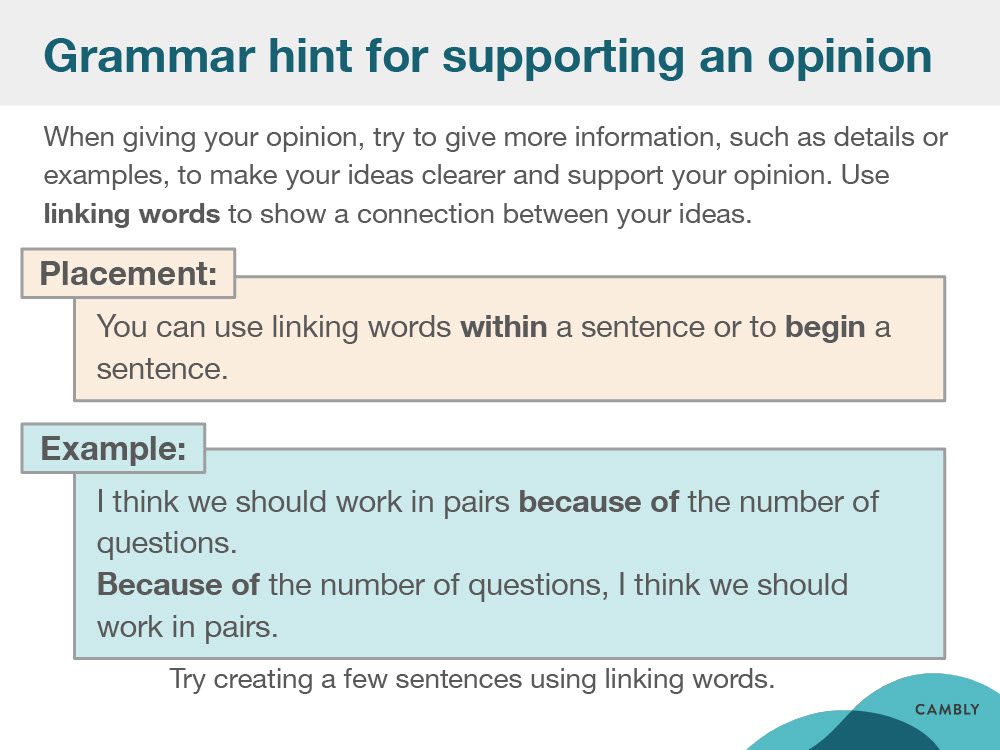 Grammar hint for supporting an opinion
When giving your opinion, try to give more information, such as details or
examples, to make your ideas clearer and support your opinion. Use
linking words to show a connection between your ideas.
Placement:
You can use linking words within a sentence or to begin a
sentence.
Example:
I think we should work in pairs because of the number of
questions.
Because of the number of questions, I think we should
work in pairs.
Try creating a few sentences using linking words.
CAMBLY